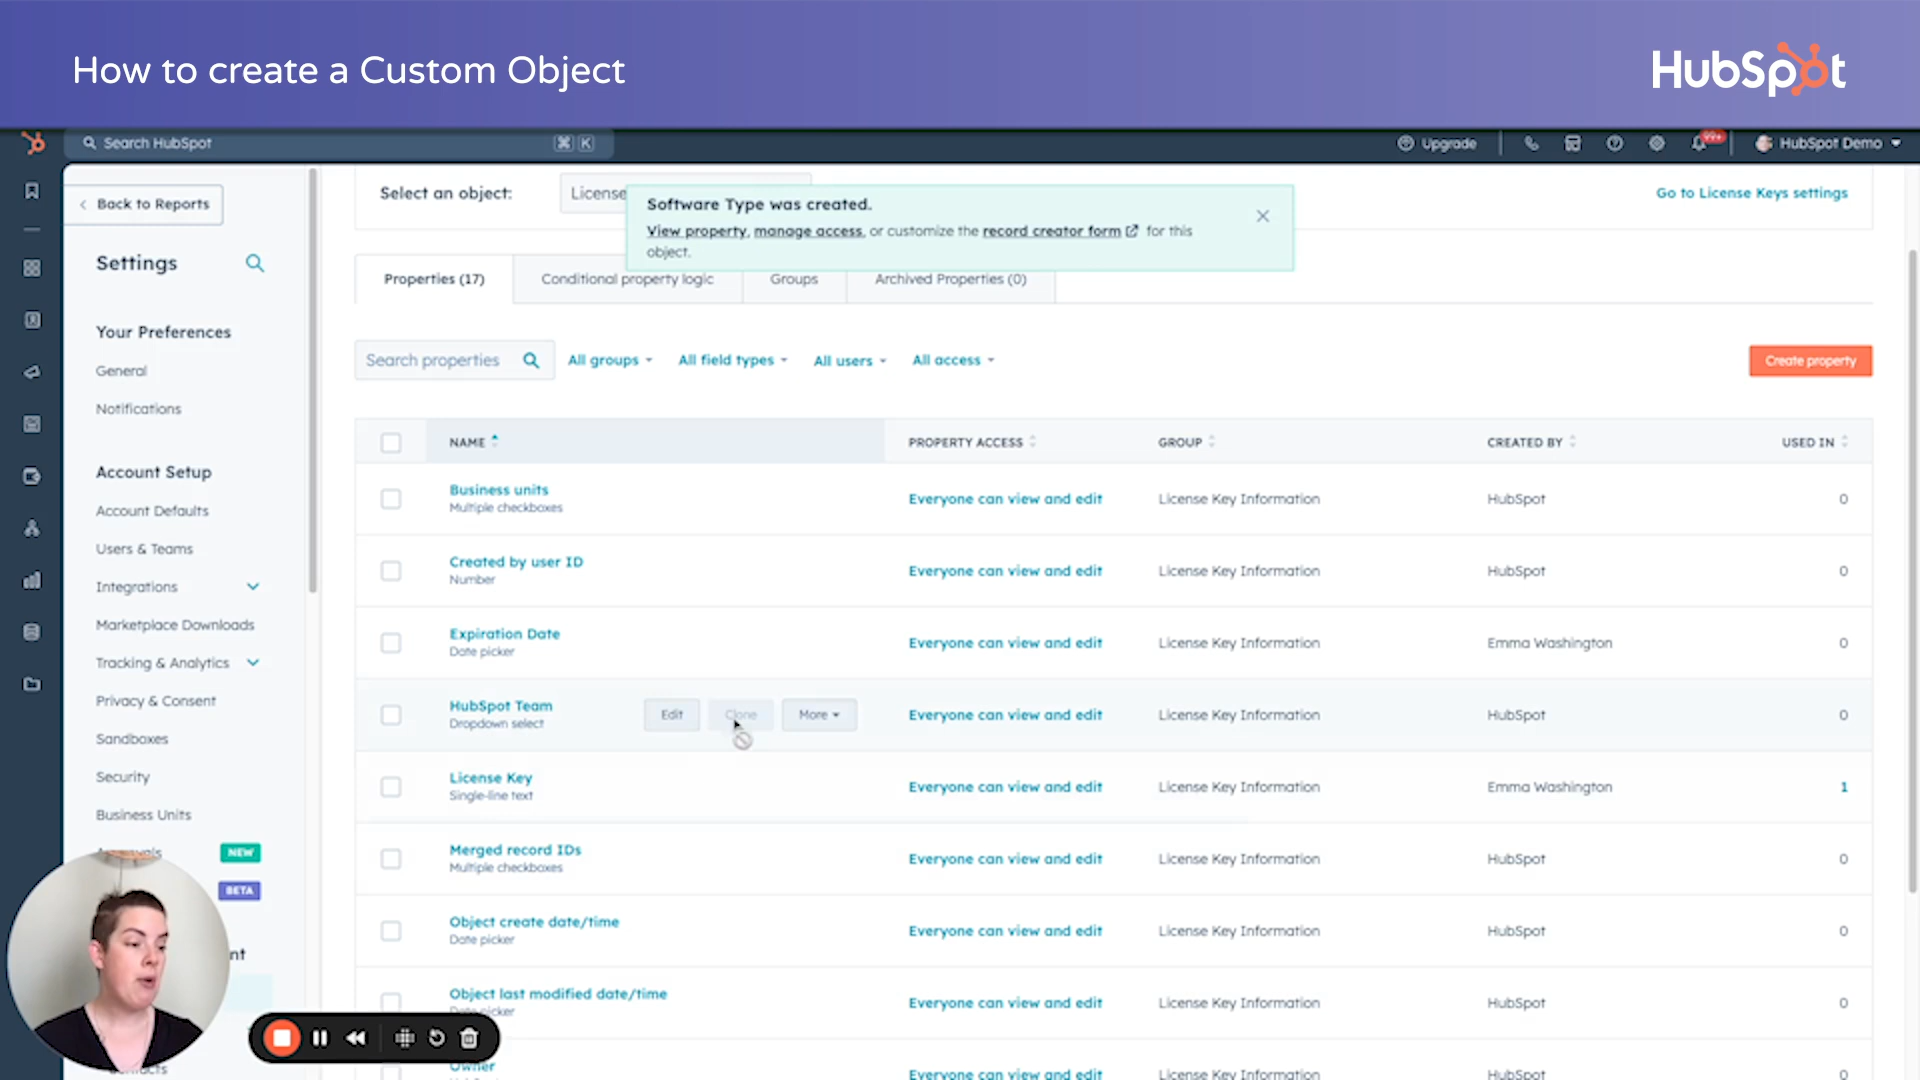 How to create a Custom Object
HubSpot
Search HubSpot
⌘ K
Upgrade
99+
HubSpot Demo
Back to Reports
Select an object:
License
Go to License Keys settings
Software Type was created.
View property, manage access, or customize the record creator form for this
object.
Settings
Properties (17)
Conditional property logic
Groups
Archived Properties (0)
Your Preferences
General
Notifications
Search properties
All groups
All field types
All users
All access
Create property
Account Setup
Account Defaults
Users & Teams
Integrations
Marketplace Downloads
Tracking & Analytics
Privacy & Consent
Sandboxes
Security
Business Units
NEW
BETA
nt
NAME
PROPERTY ACCESS
GROUP
CREATED BY
USED IN
Business units
Multiple checkboxes
Everyone can view and edit
License Key Information
HubSpot
0
Created by user ID
Number
Everyone can view and edit
License Key Information
HubSpot
0
Expiration Date
Date picker
Everyone can view and edit
License Key Information
Emma Washington
0
HubSpot Team
Dropdown select
Edit
Clone
More
Everyone can view and edit
License Key Information
HubSpot
0
License Key
Single-line text
Everyone can view and edit
License Key Information
Emma Washington
1
Merged record IDs
Multiple checkboxes
Everyone can view and edit
License Key Information
HubSpot
0
Object create date/time
Date picker
Everyone can view and edit
License Key Information
HubSpot
0
Object last modified date/time
Date picker
Everyone can view and edit
License Key Information
HubSpot
0
Owner
Everyone can view and edit
License Key Information
HubSpot
0